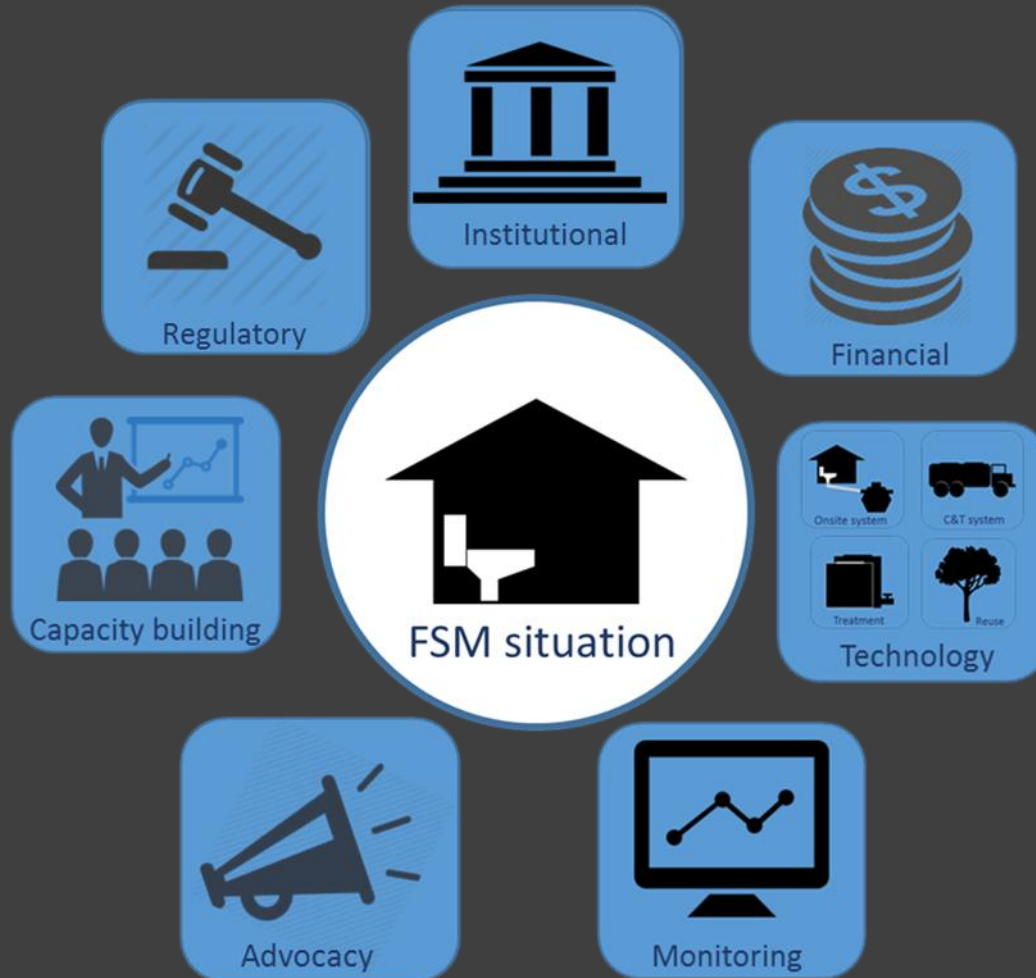 Institutional
Regulatory
Financial
Onsite system
C&T system
Treatment
Reuse
Technology
Capacity building
FSM situation
Advocacy
Monitoring